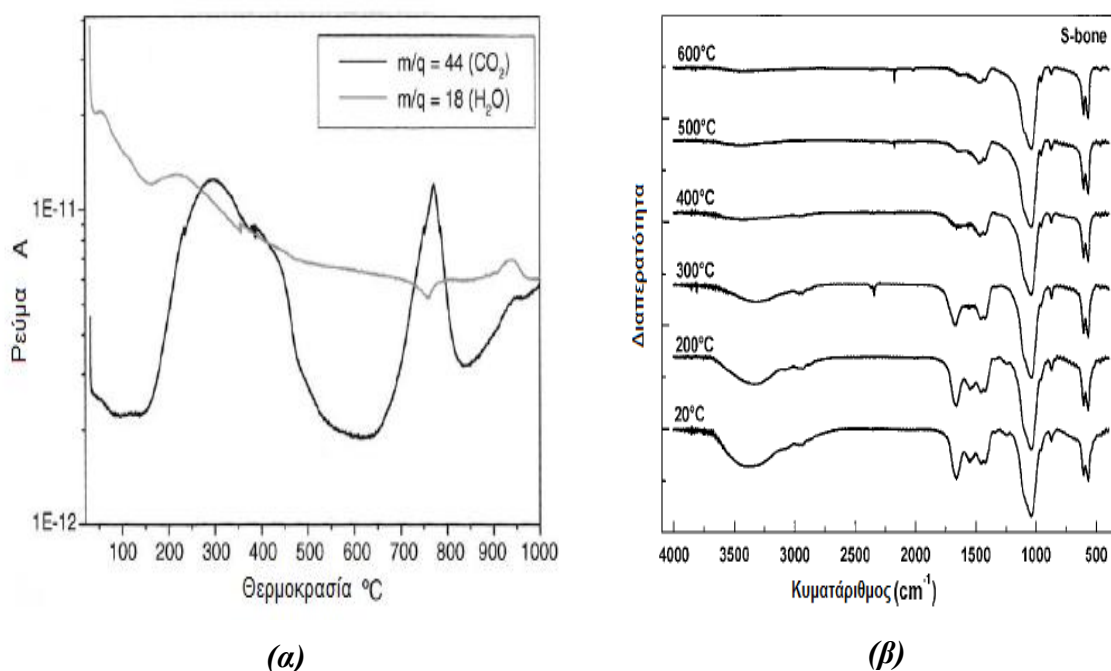 m/q = 44 (CO₂)
m/q = 18 (H₂O)
1E-11
1E-12
Ρεύμα A
100 200 300 400 500 600 700 800 900 1000
Θερμοκρασία ºC
(α)
S-bone
600°C
500°C
400°C
300°C
200°C
20°C
Διαπερατότητα
4000 3500 3000 2500 2000 1500 1000 500
Κυματάριθμος (cm⁻¹)
(β)